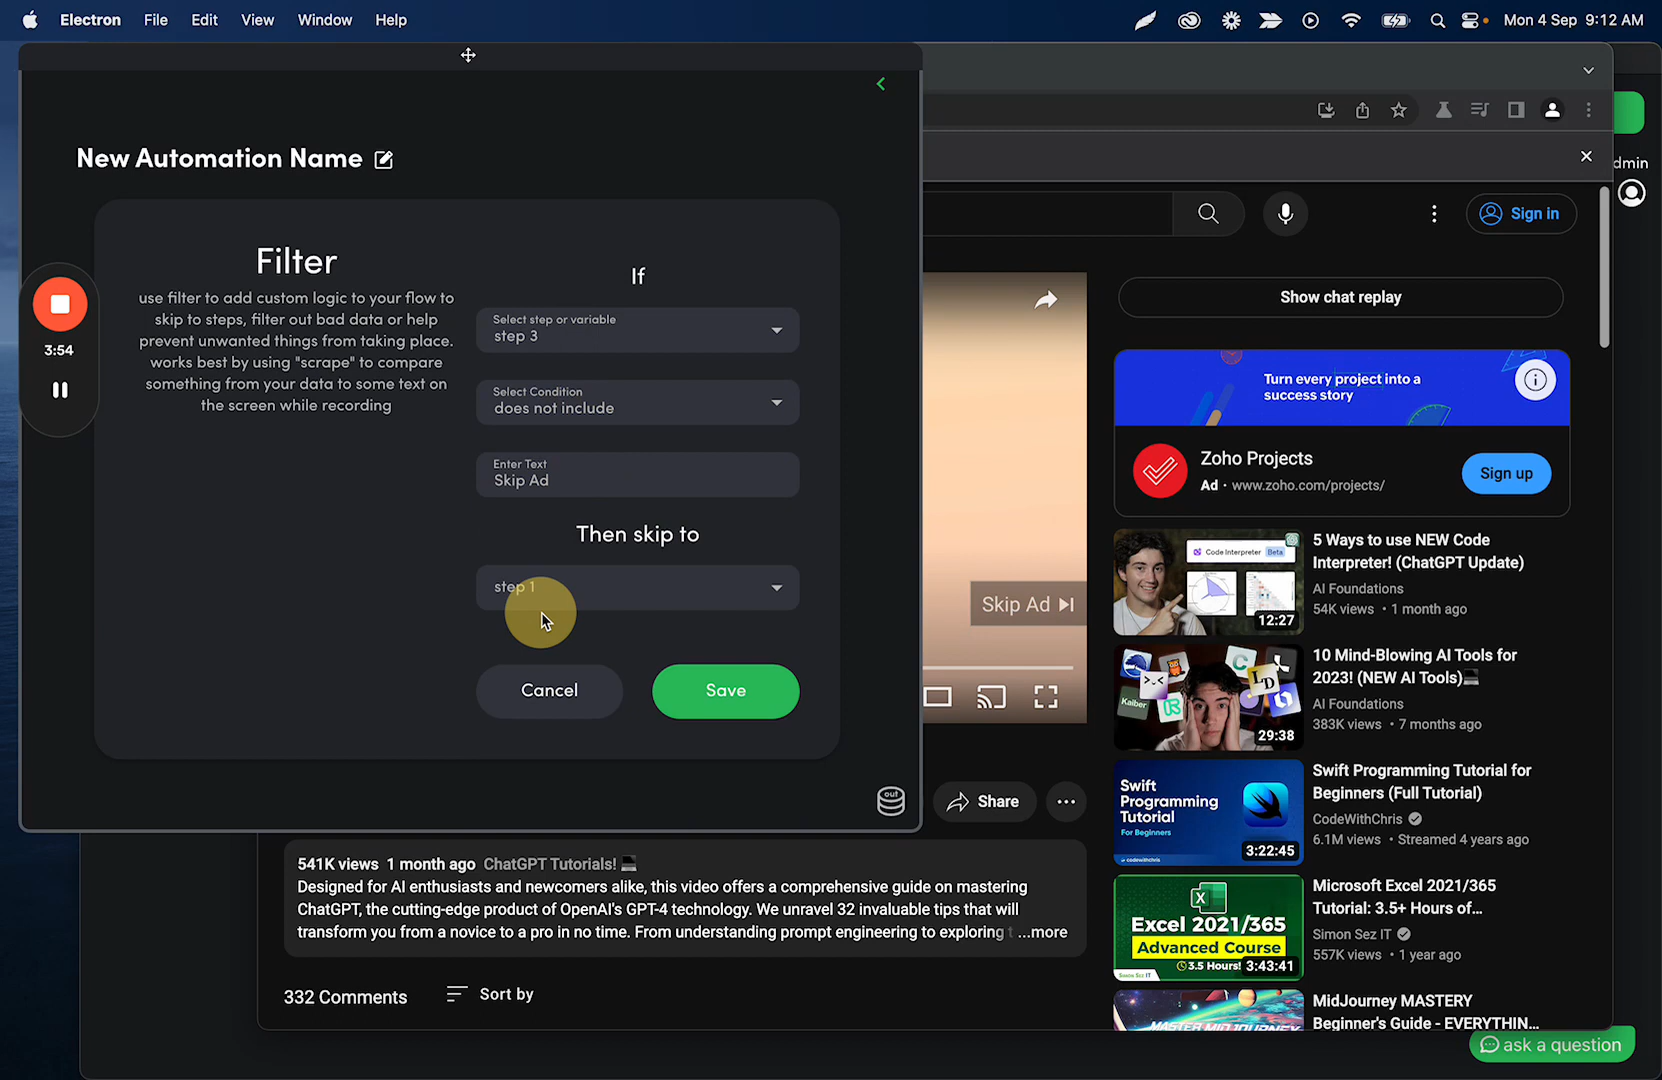 Electron File Edit View Window Help
Mon 4 Sep 9:12 AM
New Automation Name
Filter
use filter to add custom logic to your flow to
skip to steps, filter out bad data or help
prevent unwanted things from taking place.
works best by using "scrape" to compare
something from your data to some text on
the screen while recording
3:54
If
Select step or variable
step 3
Select Condition
does not include
Enter Text
Skip Ad
Then skip to
step 1
Cancel
Save
out
dmin
Sign in
Show chat replay
Skip Ad
Turn every project into a
success story
Zoho Projects
Ad · www.zoho.com/projects/
Sign up
Code Interpreter Beta
12:27
5 Ways to use NEW Code
Interpreter! (ChatGPT Update)
AI Foundations
54K views • 1 month ago
Kaiber
LD
29:38
10 Mind-Blowing AI Tools for
2023! (NEW AI Tools)
AI Foundations
383K views • 7 months ago
Swift
Programming
Tutorial
For Beginners
codewithchris
3:22:45
Swift Programming Tutorial for
Beginners (Full Tutorial)
CodeWithChris
6.1M views • Streamed 4 years ago
X
Excel 2021/365
Advanced Course
3.5 Hours!
SIMON SEZ IT
3:43:41
Microsoft Excel 2021/365
Tutorial: 3.5+ Hours of...
Simon Sez IT
557K views • 1 year ago
MASTER MIDJOURNEY
MidJourney MASTERY
Beginner's Guide - EVERYTHIN...
Share
541K views 1 month ago ChatGPT Tutorials!
Designed for AI enthusiasts and newcomers alike, this video offers a comprehensive guide on mastering
ChatGPT, the cutting-edge product of OpenAI's GPT-4 technology. We unravel 32 invaluable tips that will
transform you from a novice to a pro in no time. From understanding prompt engineering to exploring t ...more
332 Comments
Sort by
ask a question